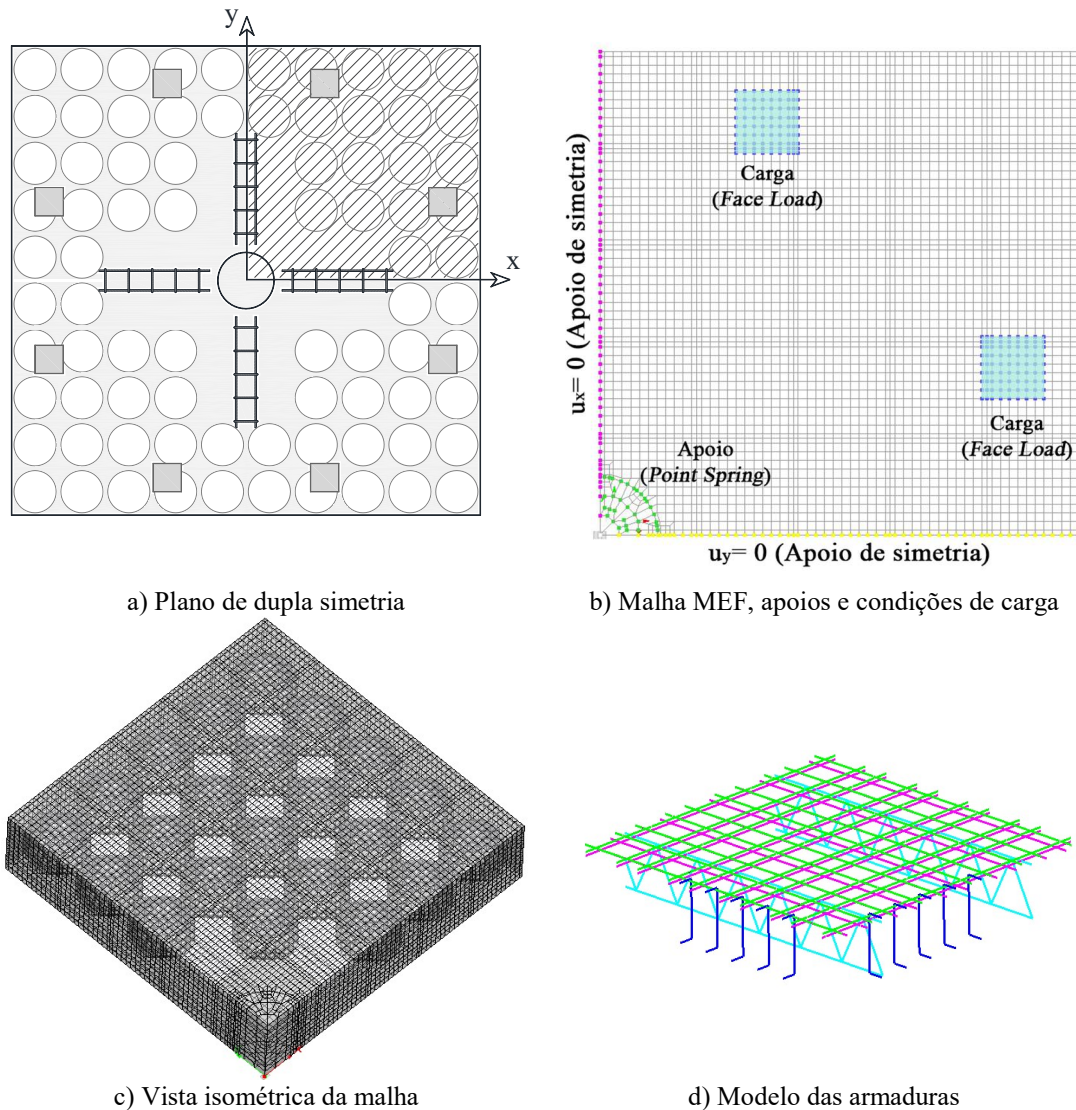 y
x
a) Plano de dupla simetria
uₓ= 0 (Apoio de simetria)
Carga
(Face Load)
Carga
(Face Load)
Apoio
(Point Spring)
uᵧ= 0 (Apoio de simetria)
b) Malha MEF, apoios e condições de carga
c) Vista isométrica da malha
d) Modelo das armaduras